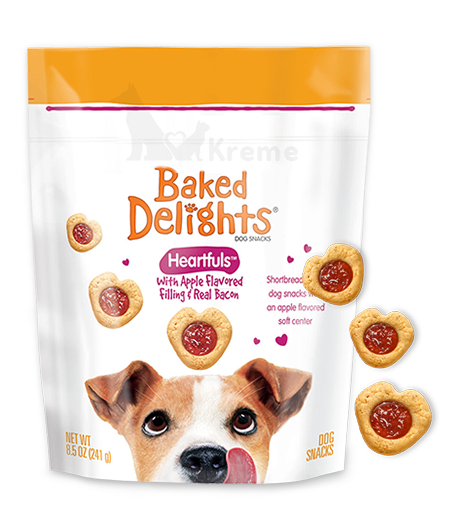 Kreme
Baked
Delights®
DOG SNACKS
Heartfuls™
With Apple Flavored
Filling & Real Bacon
Shortbread
dog snacks
an apple flavored
soft center
NET WT
8.5 OZ (241 g)
DOG
SNACKS